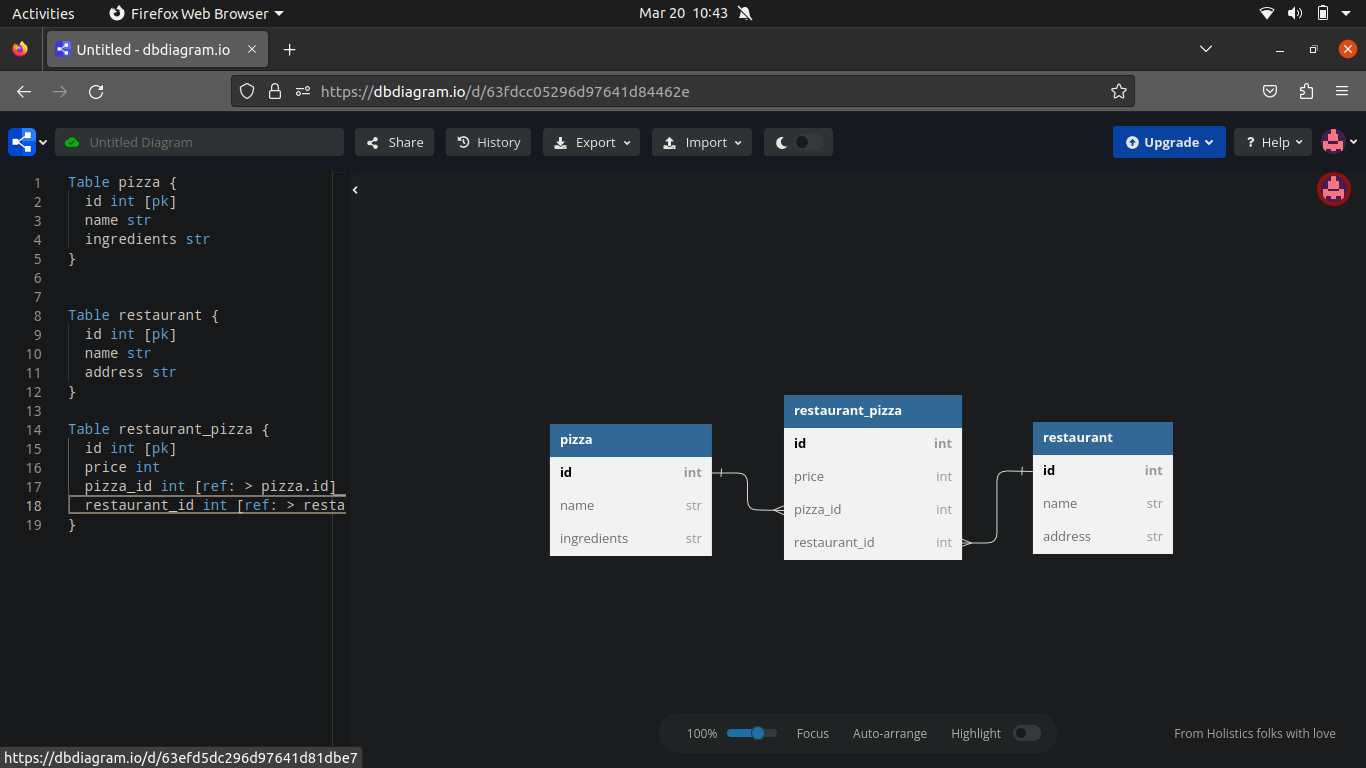 Activities Firefox Web Browser Mar 20 10:43
Untitled - dbdiagram.io
https://dbdiagram.io/d/63fdcc05296d97641d84462e
Untitled Diagram Share History Export Import Upgrade Help
1 Table pizza {
2 id int [pk]
3 name str
4 ingredients str
5 }
6
7
8 Table restaurant {
9 id int [pk]
10 name str
11 address str
12 }
13
14 Table restaurant_pizza {
15 id int [pk]
16 price int
17 pizza_id int [ref: > pizza.id]
18 restaurant_id int [ref: > resta
19 }
pizza
id int
name str
ingredients str
restaurant_pizza
id int
price int
pizza_id int
restaurant_id int
restaurant
id int
name str
address str
100% Focus Auto-arrange Highlight
From Holistics folks with love
https://dbdiagram.io/d/63efd5dc296d97641d81dbe7